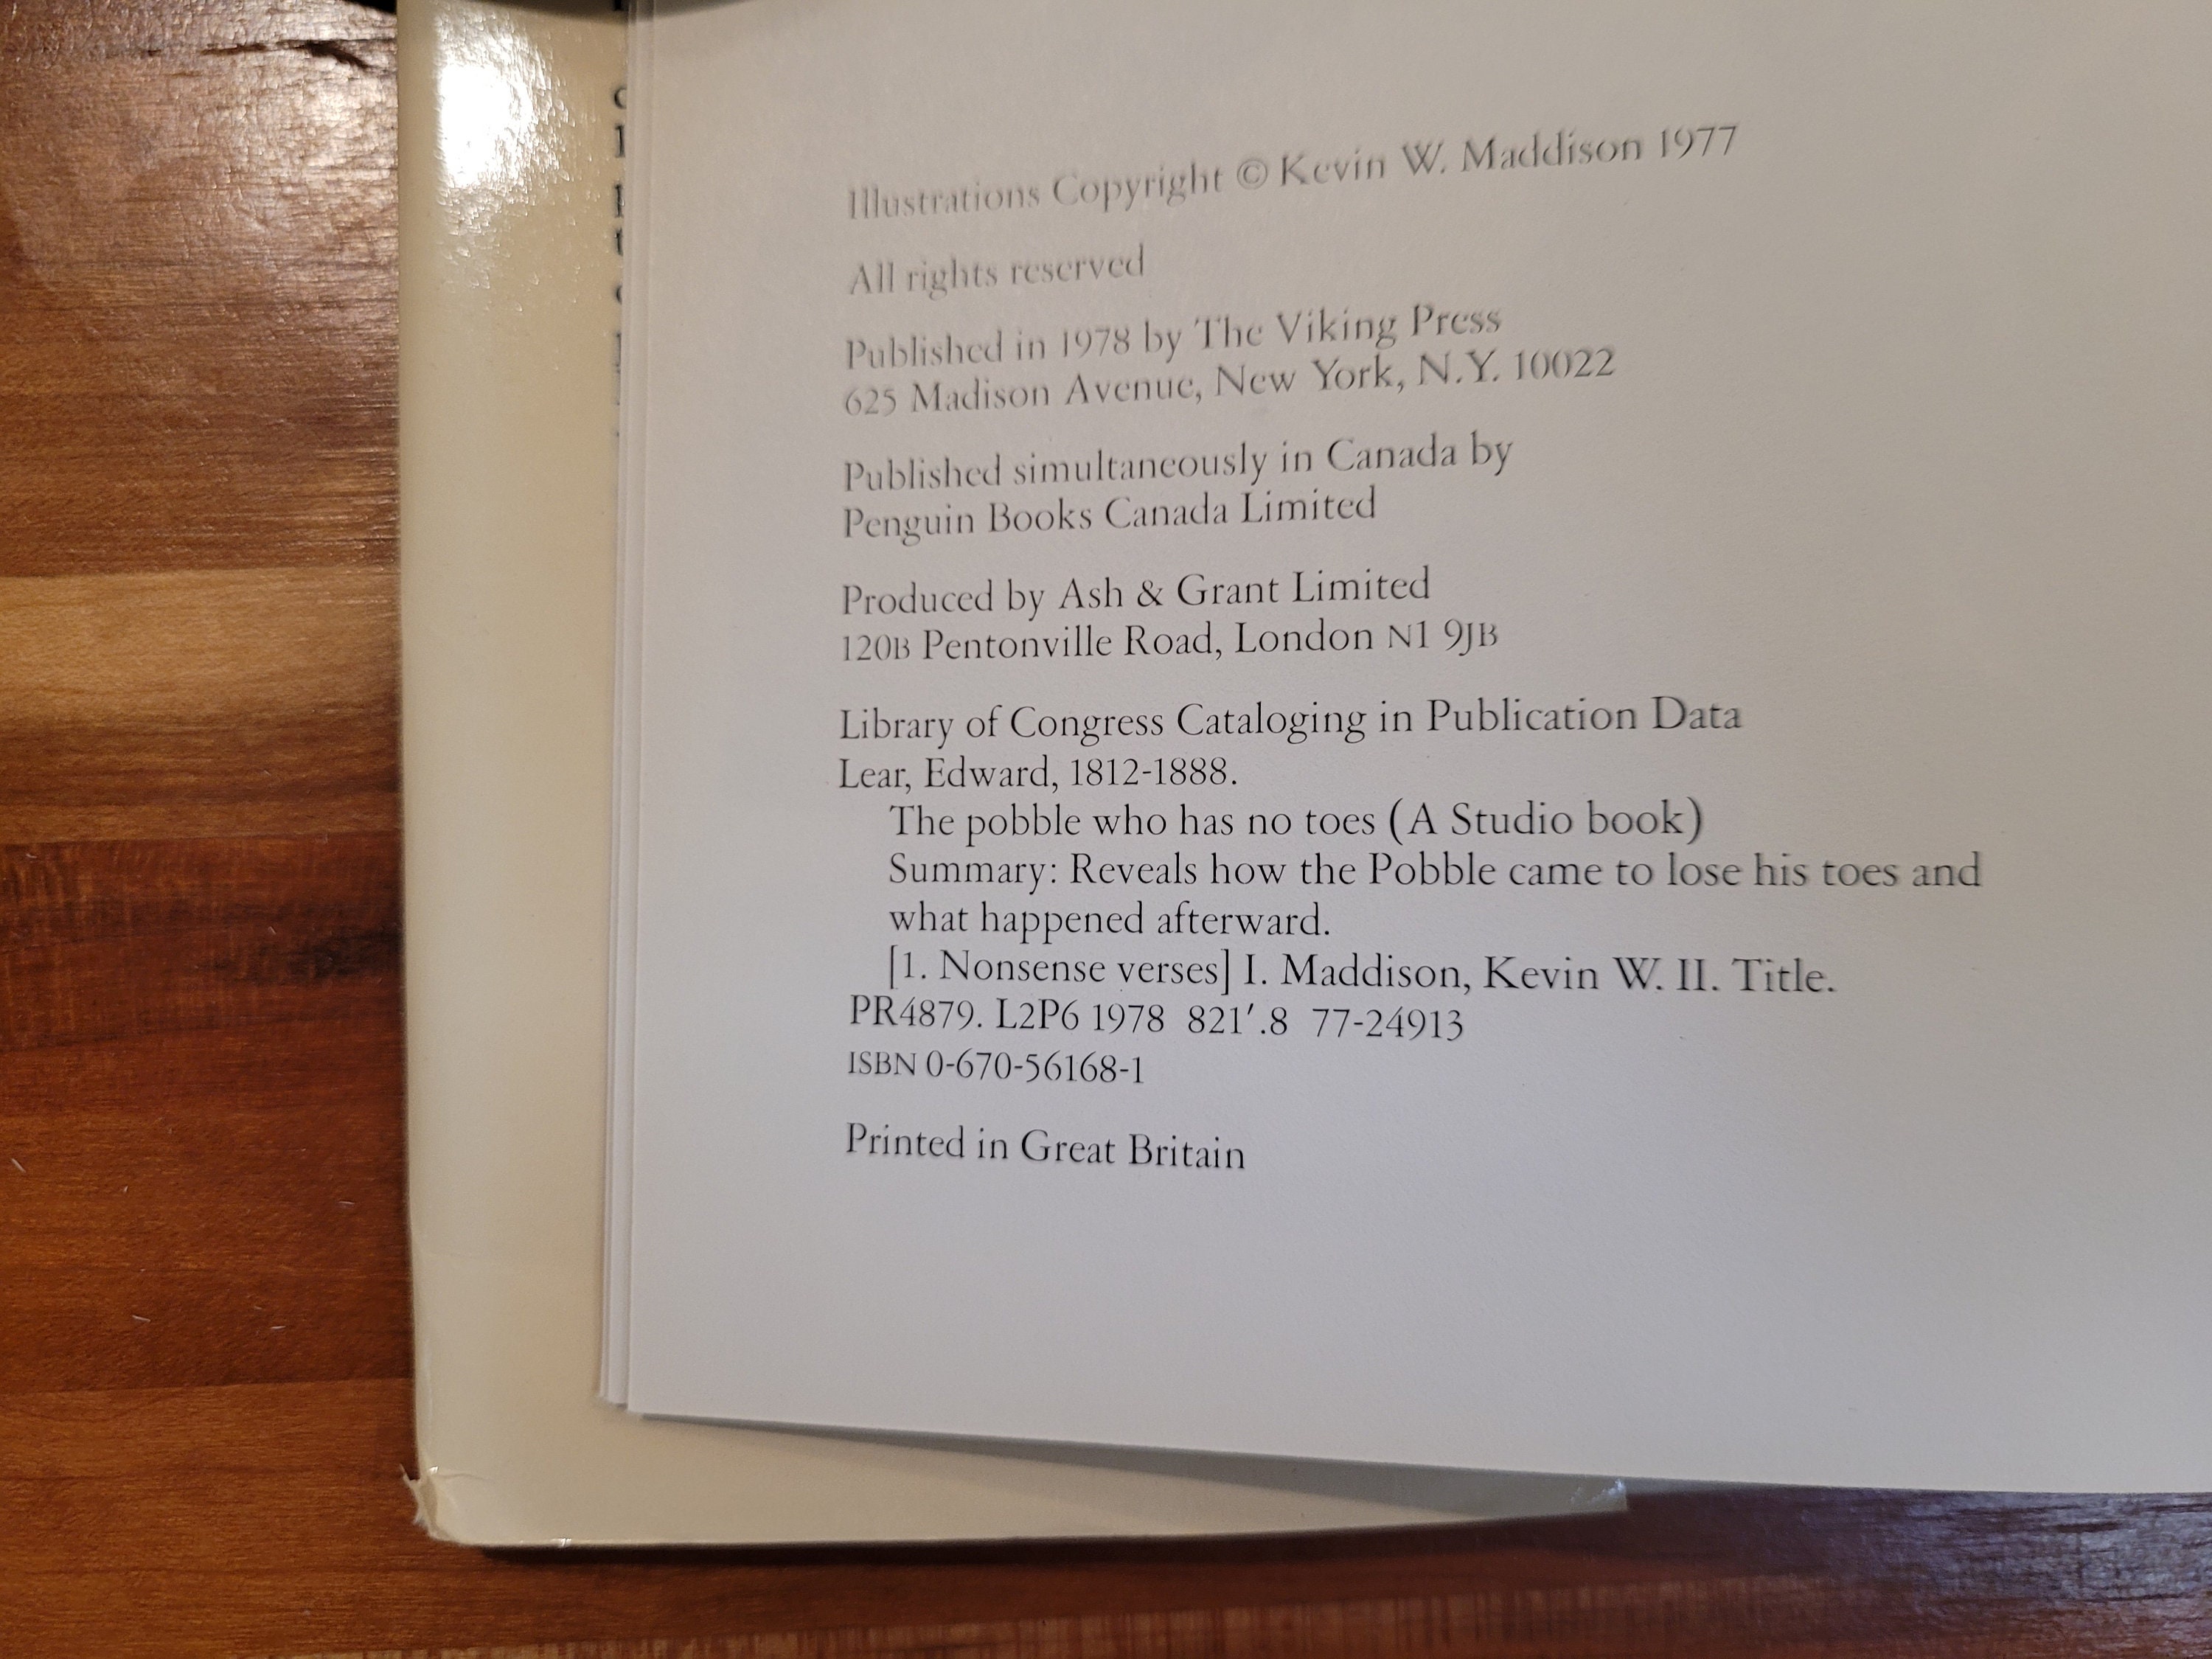 Illustrations Copyright © Kevin W. Maddison 1977
All rights reserved
Published in 1978 by The Viking Press
625 Madison Avenue, New York, N.Y. 10022
Published simultaneously in Canada by
Penguin Books Canada Limited
Produced by Ash & Grant Limited
120B Pentonville Road, London N1 9JB
Library of Congress Cataloging in Publication Data
Lear, Edward, 1812-1888.
The pobble who has no toes (A Studio book)
Summary: Reveals how the Pobble came to lose his toes and
what happened afterward.
[1. Nonsense verses] I. Maddison, Kevin W. II. Title.
PR4879. L2P6 1978 821′.8 77-24913
ISBN 0-670-56168-1
Printed in Great Britain